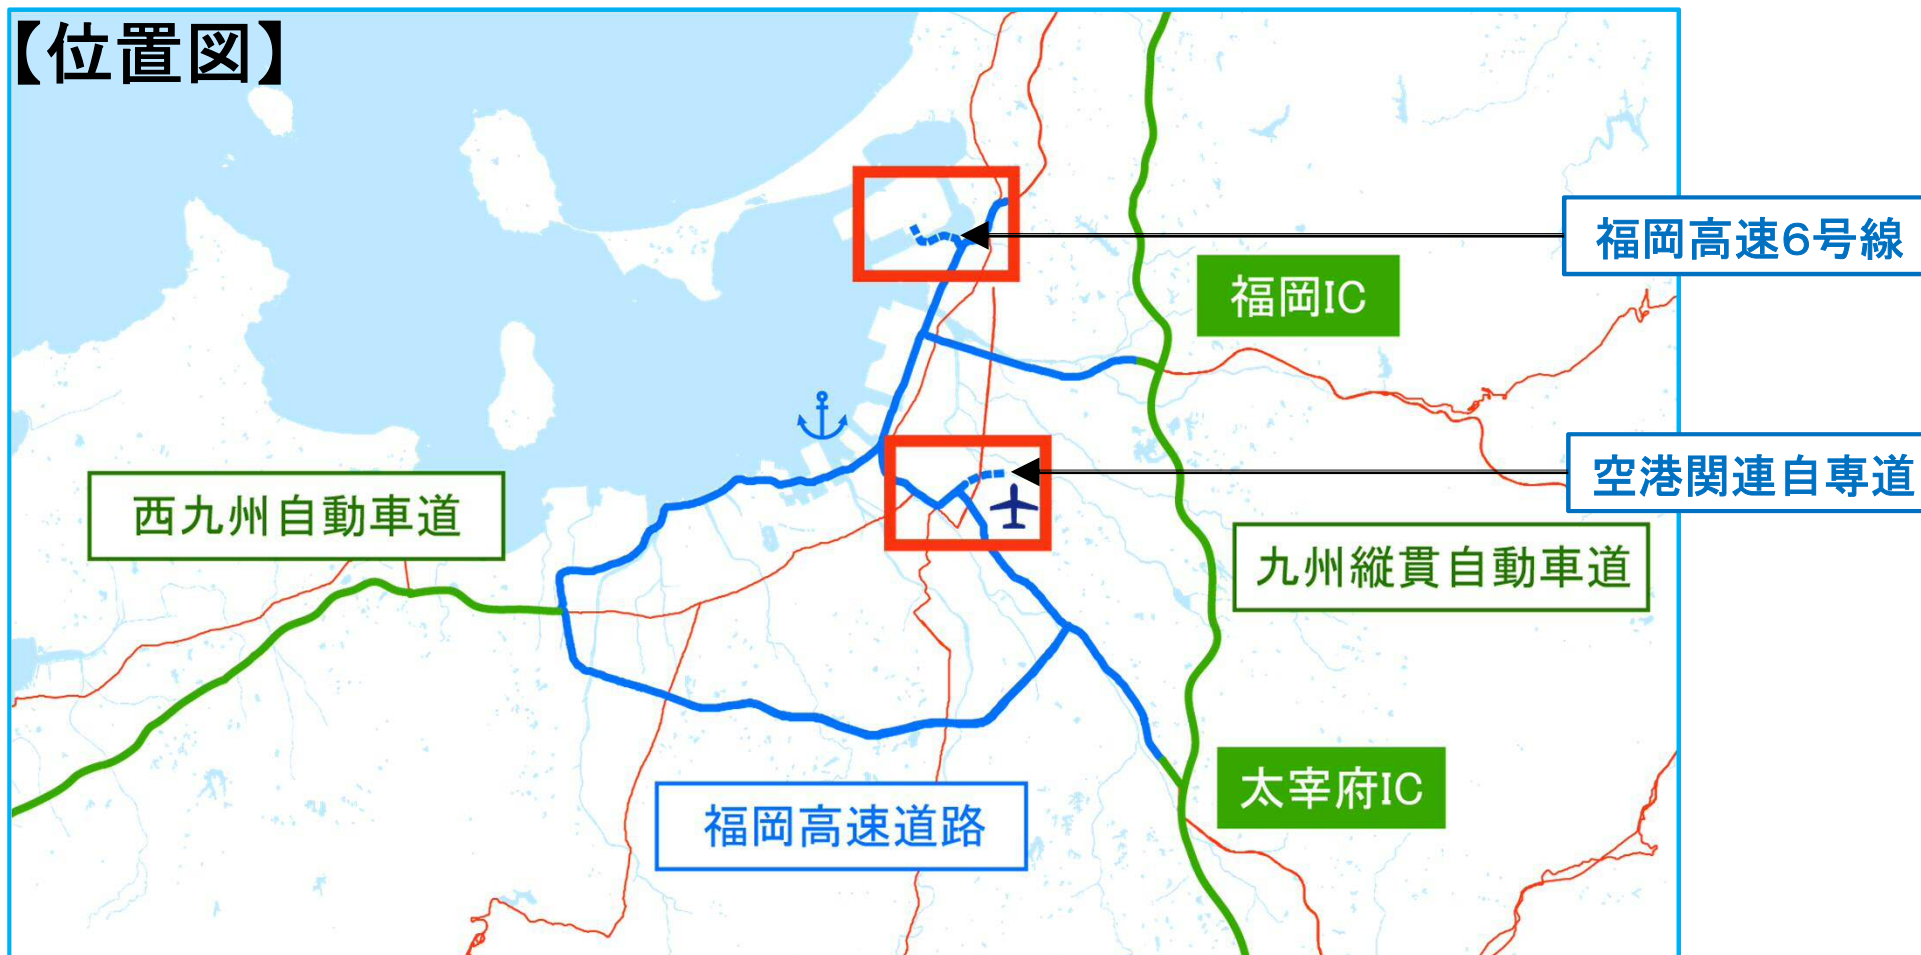 【位置図】
福岡高速6号線
福岡IC
空港関連自専道
西九州自動車道
九州縦貫自動車道
太宰府IC
福岡高速道路